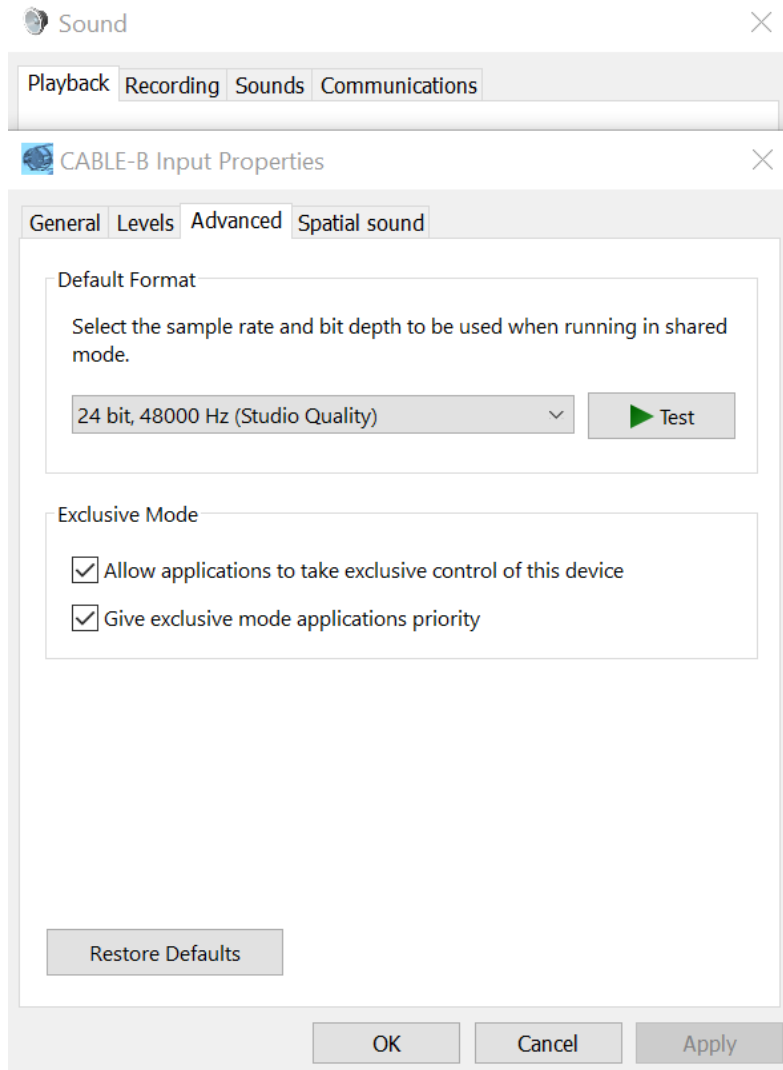 Sound
Playback Recording Sounds Communications
CABLE-B Input Properties
General Levels Advanced Spatial sound
Default Format
Select the sample rate and bit depth to be used when running in shared
mode.
24 bit, 48000 Hz (Studio Quality) Test
Exclusive Mode
Allow applications to take exclusive control of this device
Give exclusive mode applications priority
Restore Defaults
OK Cancel Apply